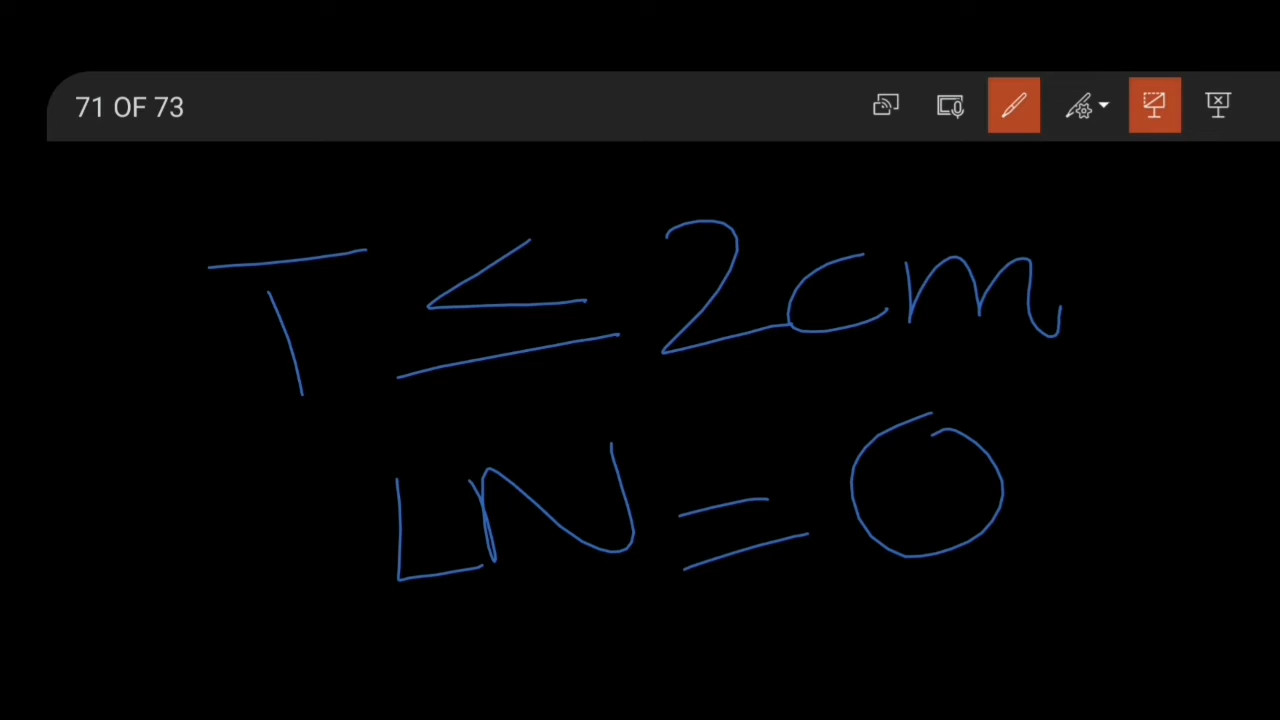 71 OF 73
T ≤ 2cm
LN = 0